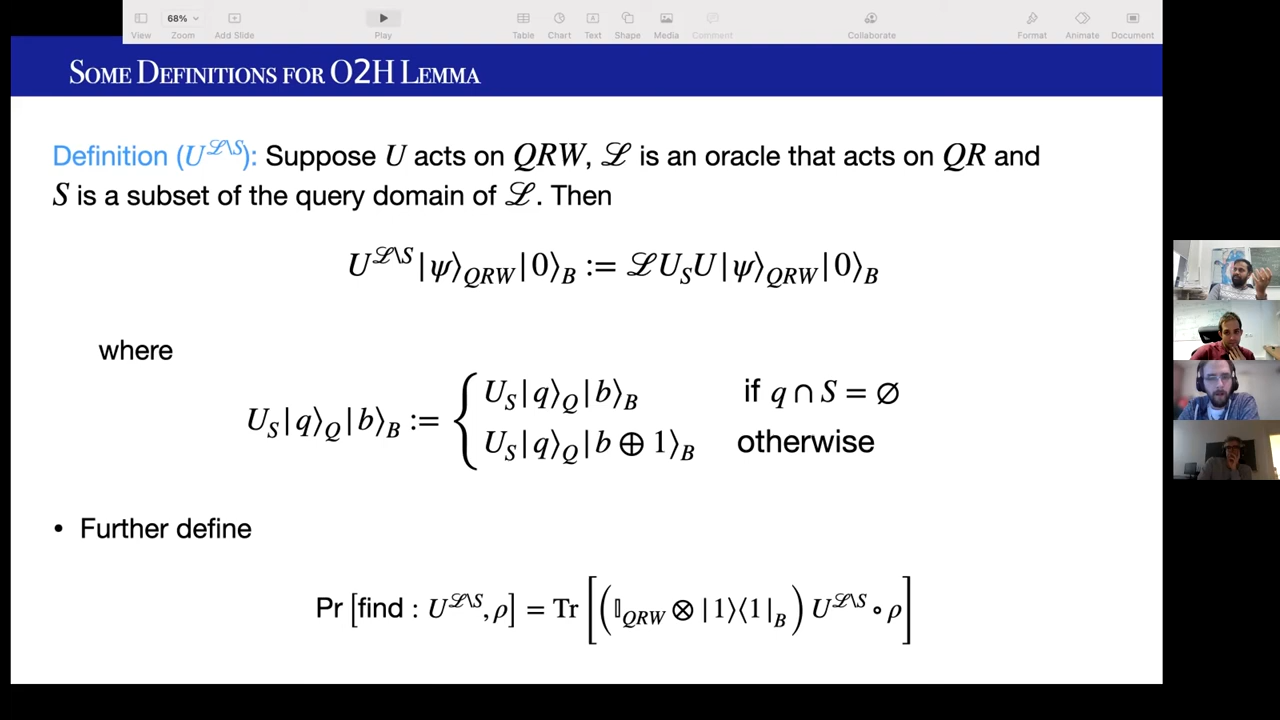 View
68%
Zoom
Add Slide
Play
Table
Chart
Text
Shape
Media
Comment
Collaborate
Format
Animate
Document
SOME DEFINITIONS FOR O2H LEMMA
Definition (U^{ℒ\S}): Suppose U acts on QRW, ℒ is an oracle that acts on QR and
S is a subset of the query domain of ℒ. Then
U^{ℒ\S}|ψ⟩_{QRW}|0⟩_B := ℒU_SU|ψ⟩_{QRW}|0⟩_B
where
U_S|q⟩_Q|b⟩_B := { U_S|q⟩_Q|b⟩_B if q ∩ S = ∅
U_S|q⟩_Q|b ⊕ 1⟩_B otherwise
• Further define
Pr [find : U^{ℒ\S}, ρ] = Tr [(𝕀_{QRW} ⊗ |1⟩⟨1|_B) U^{ℒ\S} ∘ ρ]